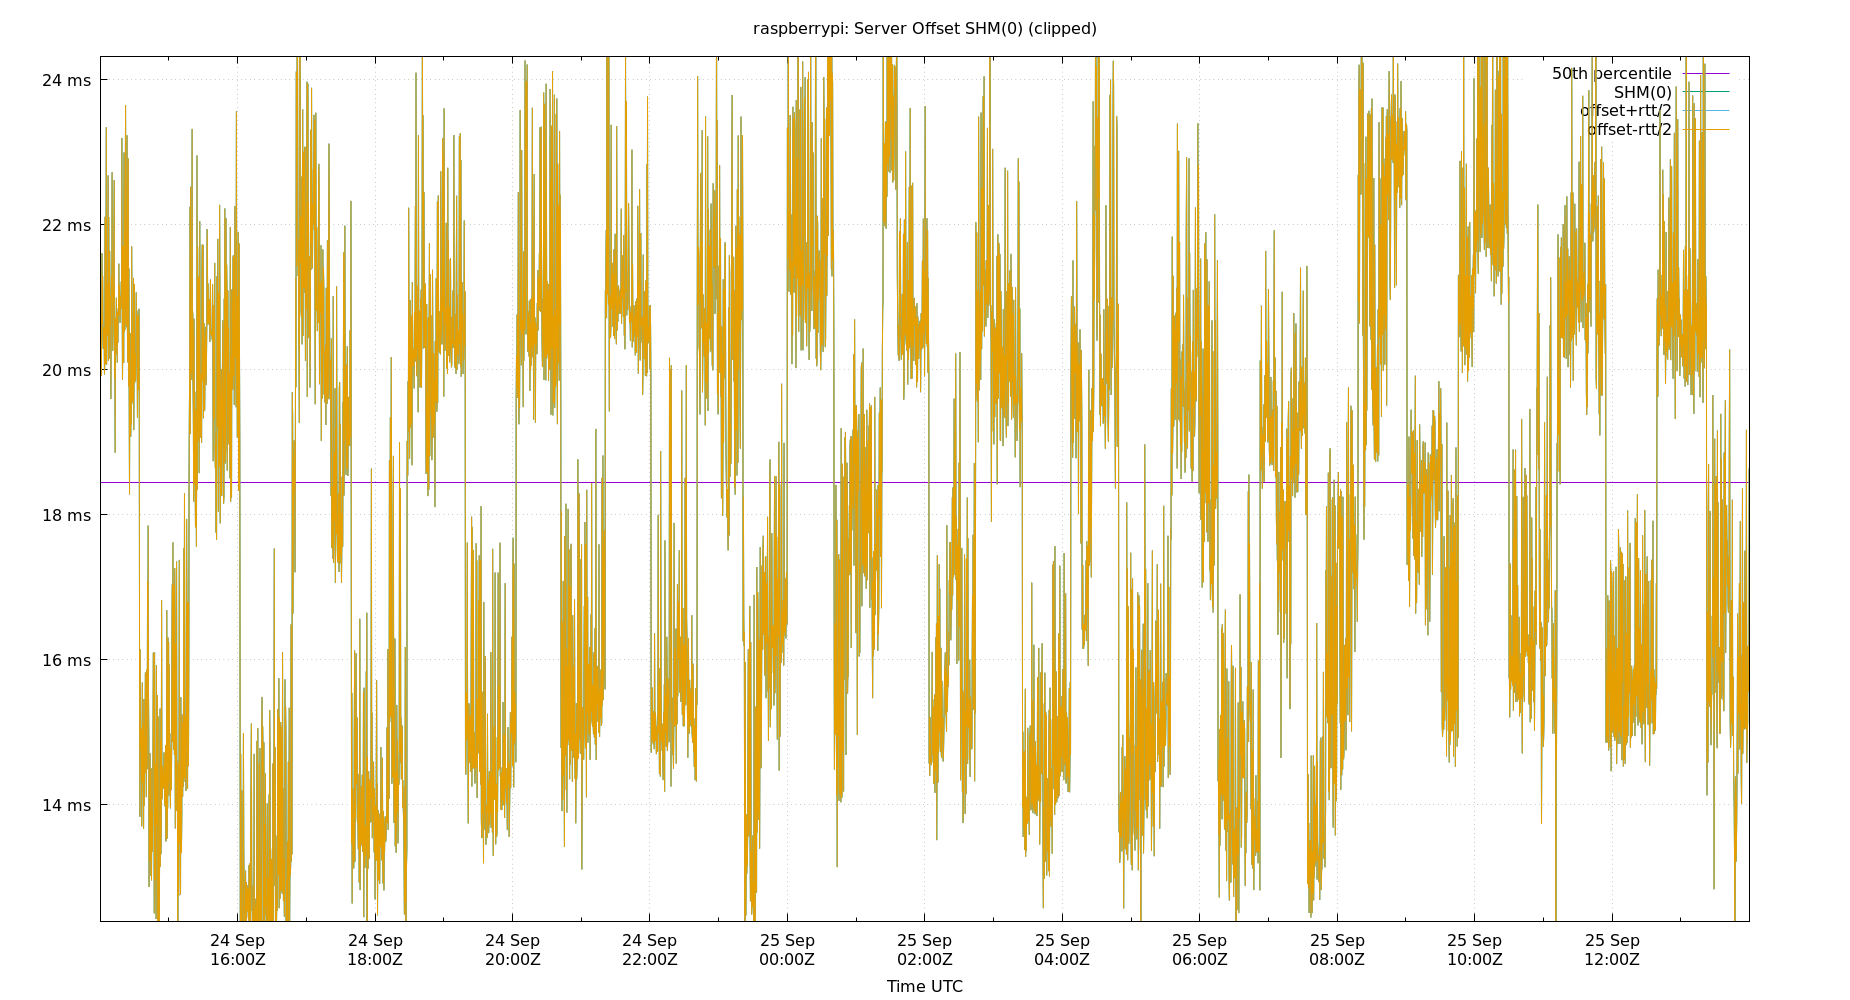 raspberrypi: Server Offset SHM(0) (clipped)
24 ms
22 ms
20 ms
18 ms
16 ms
14 ms
50th percentile
SHM(0)
offset+rtt/2
offset-rtt/2
24 Sep
16:00Z
24 Sep
18:00Z
24 Sep
20:00Z
24 Sep
22:00Z
25 Sep
00:00Z
25 Sep
02:00Z
25 Sep
04:00Z
25 Sep
06:00Z
25 Sep
08:00Z
25 Sep
10:00Z
25 Sep
12:00Z
Time UTC